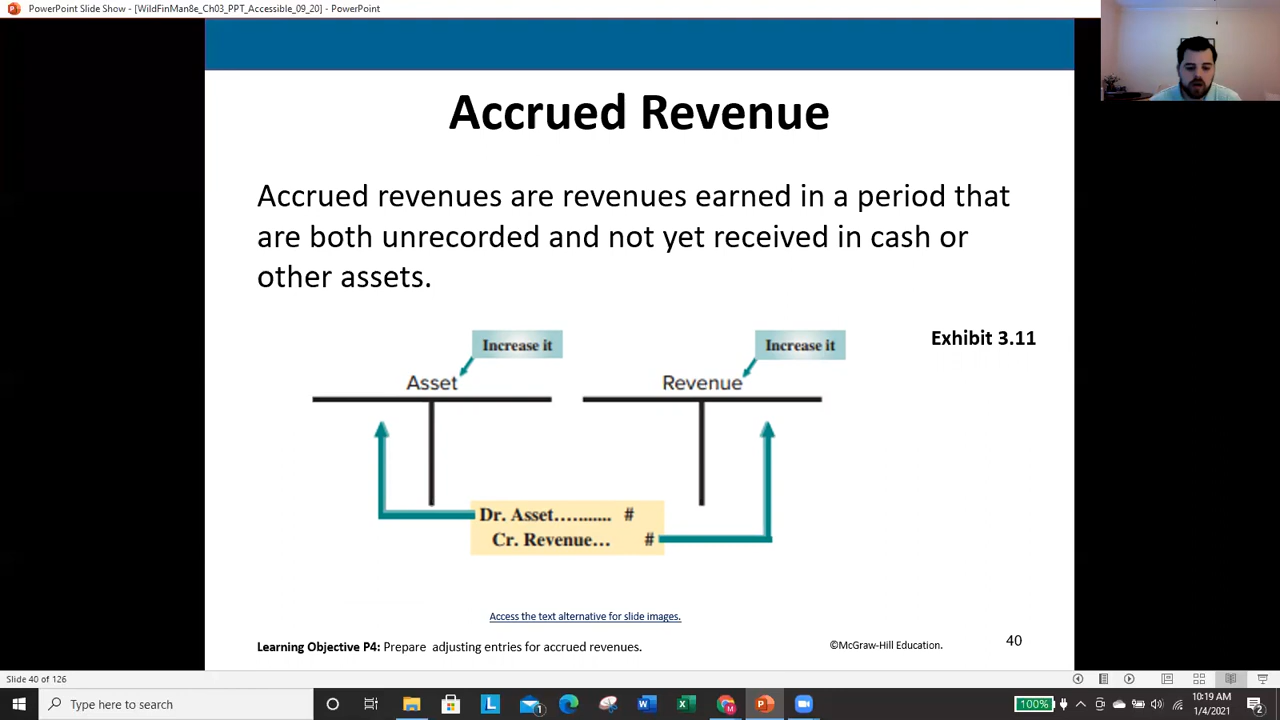 PowerPoint Slide Show - [WildFinMan8e_Ch03_PPT_Accessible_09_20] - PowerPoint
Accrued Revenue
Accrued revenues are revenues earned in a period that
are both unrecorded and not yet received in cash or
other assets.
Exhibit 3.11
Increase it
Increase it
Asset
Revenue
Dr. Asset........... #
Cr. Revenue... #
Access the text alternative for slide images.
Learning Objective P4: Prepare adjusting entries for accrued revenues.
©McGraw-Hill Education.
40
Slide 40 of 126
Type here to search
100%
10:19 AM
1/4/2021